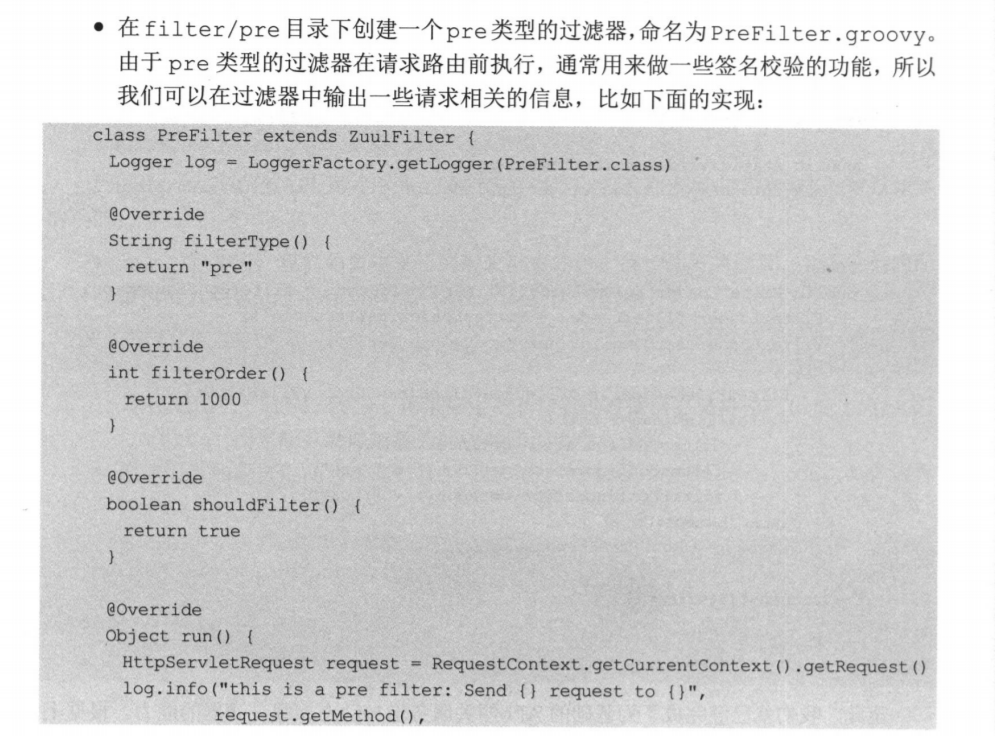 • 在filter/pre目录下创建一个pre类型的过滤器,命名为PreFilter.groovy。
由于pre 类型的过滤器在请求路由前执行，通常用来做一些签名校验的功能，所以
我们可以在过滤器中输出一些请求相关的信息，比如下面的实现：
class PreFilter extends ZuulFilter {
  Logger log = LoggerFactory.getLogger(PreFilter.class)
  @Override
  String filterType() {
    return "pre"
  }
  @Override
  int filterOrder() {
    return 1000
  }
  @Override
  boolean shouldFilter() {
    return true
  }
  @Override
  Object run() {
    HttpServletRequest request = RequestContext.getCurrentContext().getRequest()
    log.info("this is a pre filter: Send {} request to {}",
            request.getMethod(),